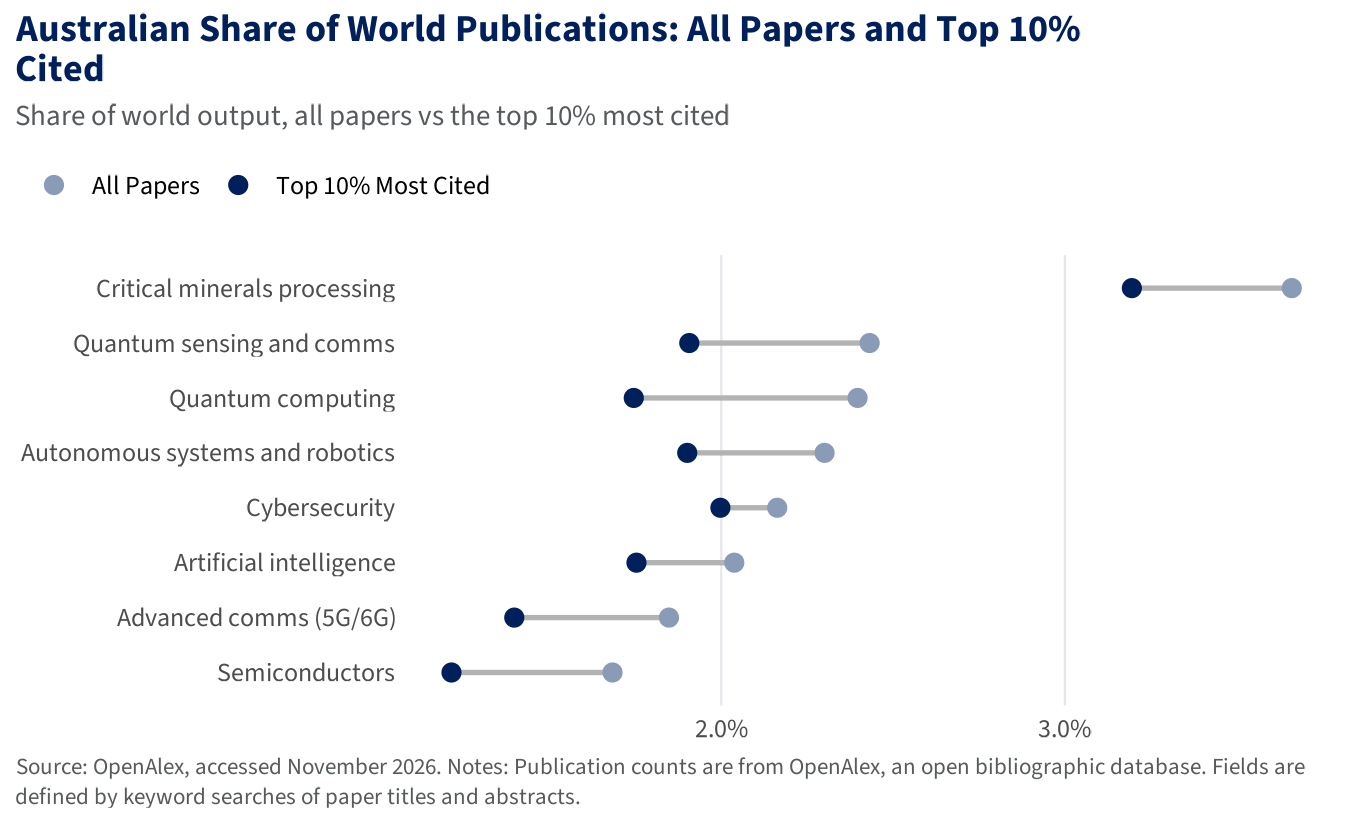 Australian Share of World Publications: All Papers and Top 10%
Cited
Share of world output, all papers vs the top 10% most cited
All Papers
Top 10% Most Cited
Critical minerals processing
Quantum sensing and comms
Quantum computing
Autonomous systems and robotics
Cybersecurity
Artificial intelligence
Advanced comms (5G/6G)
Semiconductors
2.0%
3.0%
Source: OpenAlex, accessed November 2026. Notes: Publication counts are from OpenAlex, an open bibliographic database. Fields are
defined by keyword searches of paper titles and abstracts.